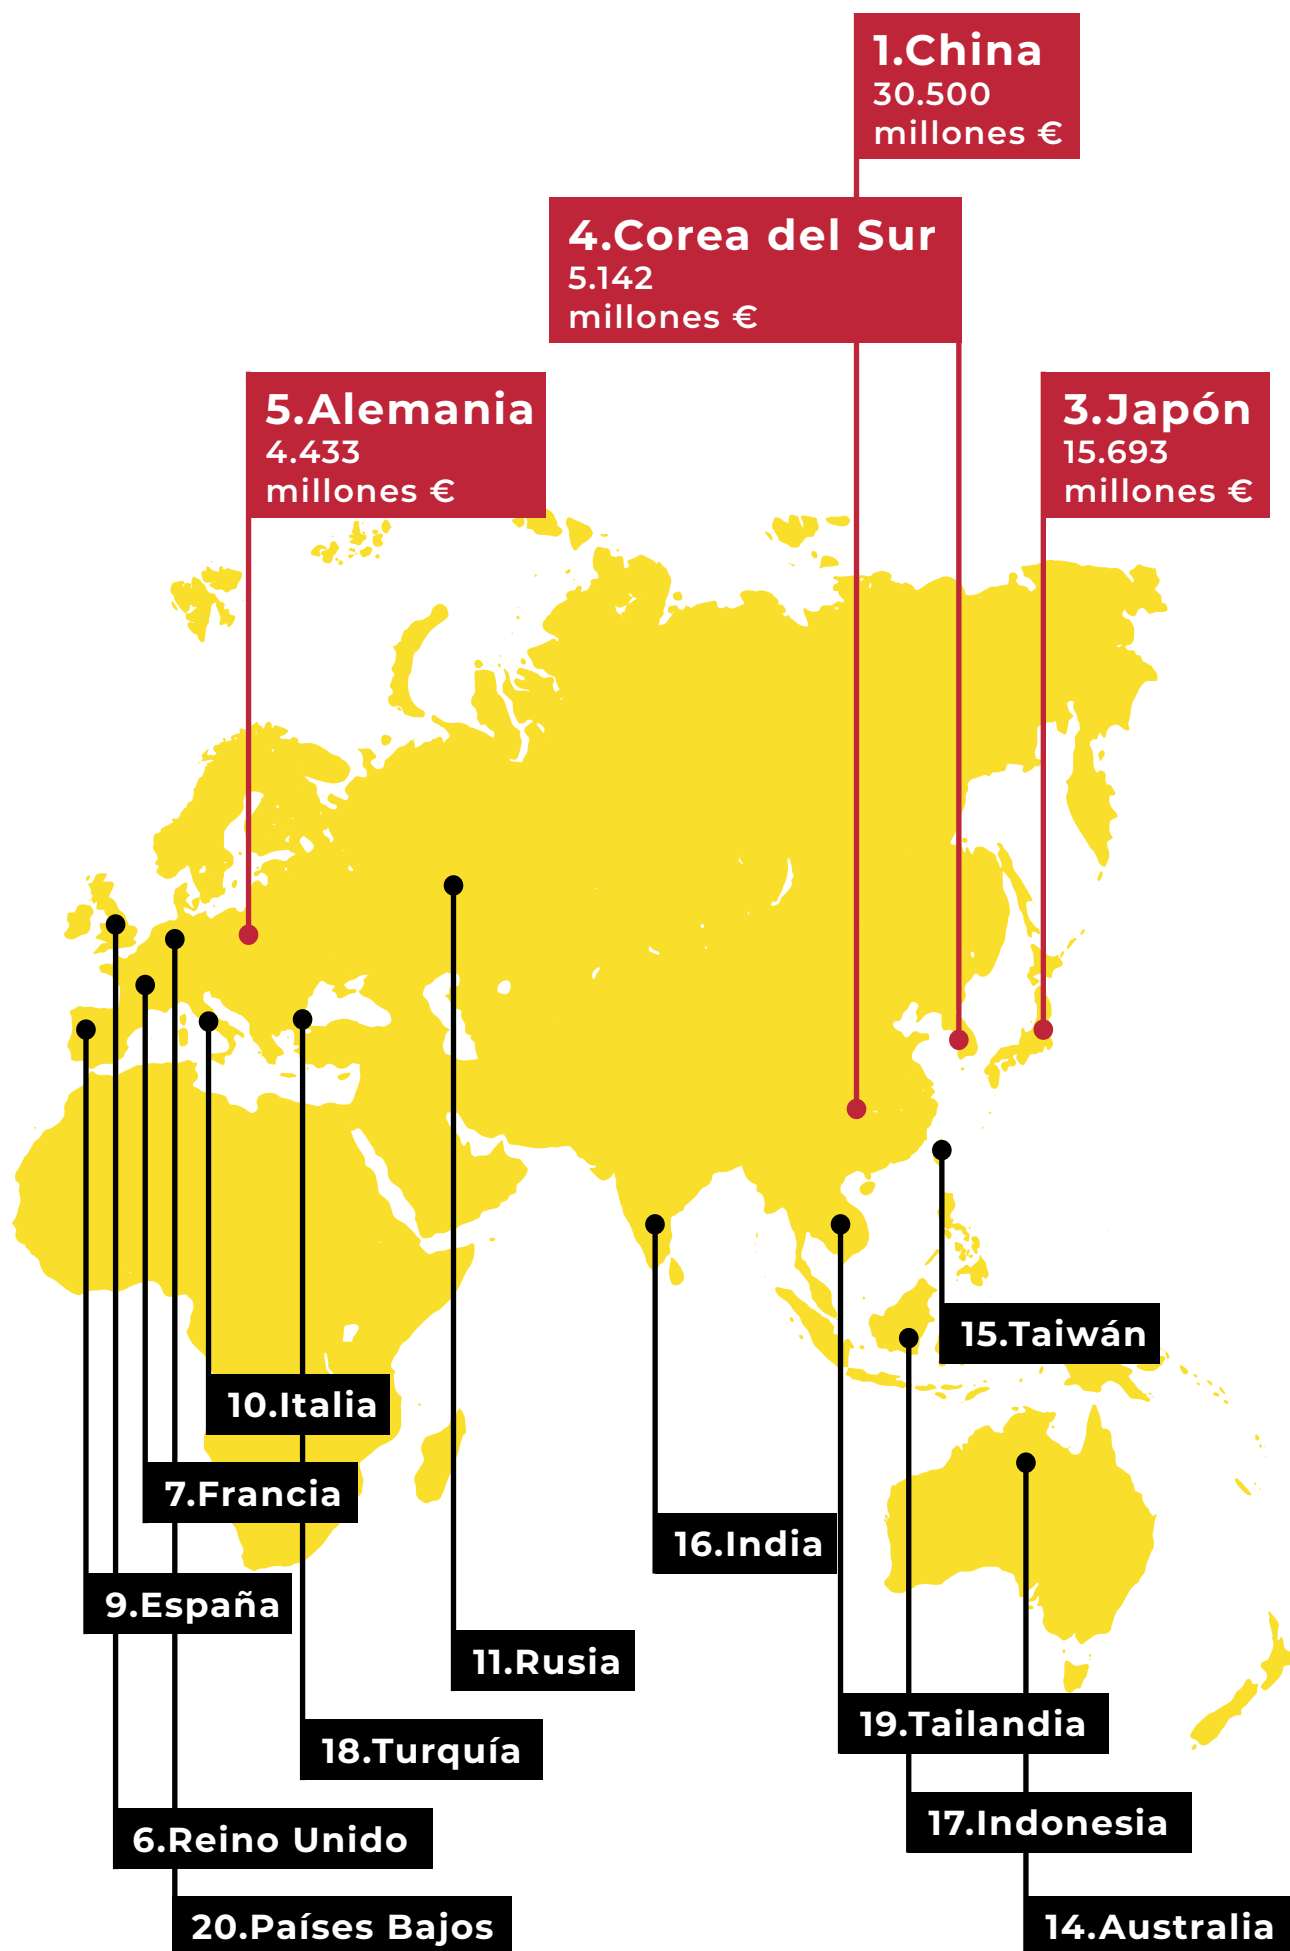 1.China
30.500
millones €
4.Corea del Sur
5.142
millones €
5.Alemania
4.433
millones €
3.Japón
15.693
millones €
15.Taiwán
10.Italia
7.Francia
16.India
9.España
11.Rusia
19.Tailandia
18.Turquía
17.Indonesia
6.Reino Unido
20.Países Bajos
14.Australia